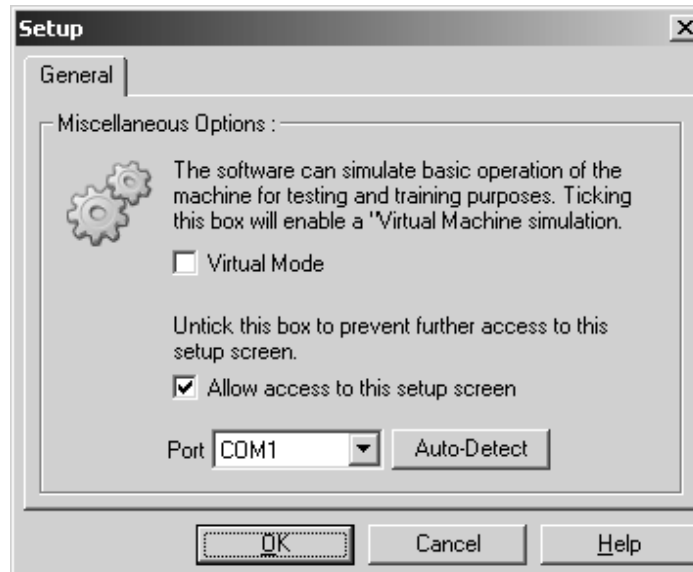 Setup
General
Miscellaneous Options :
The software can simulate basic operation of the
machine for testing and training purposes. Ticking
this box will enable a "Virtual Machine simulation.
Virtual Mode
Untick this box to prevent further access to this
setup screen.
Allow access to this setup screen
Port COM1 Auto-Detect
OK Cancel Help